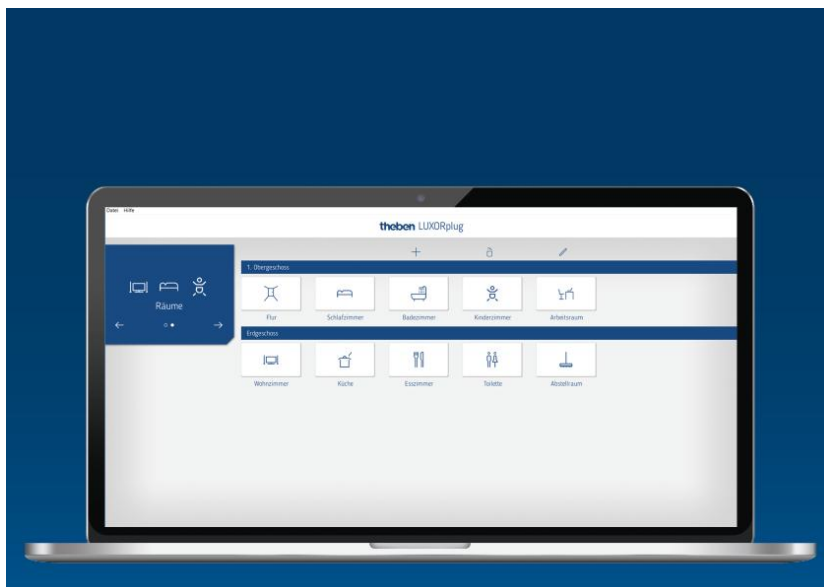 Datei Hilfe
theben LUXORplug
1. Obergeschoss
Räume
Flur Schlafzimmer Badezimmer Kinderzimmer Arbeitsraum
Erdgeschoss
Wohnzimmer Küche Esszimmer Toilette Abstellraum